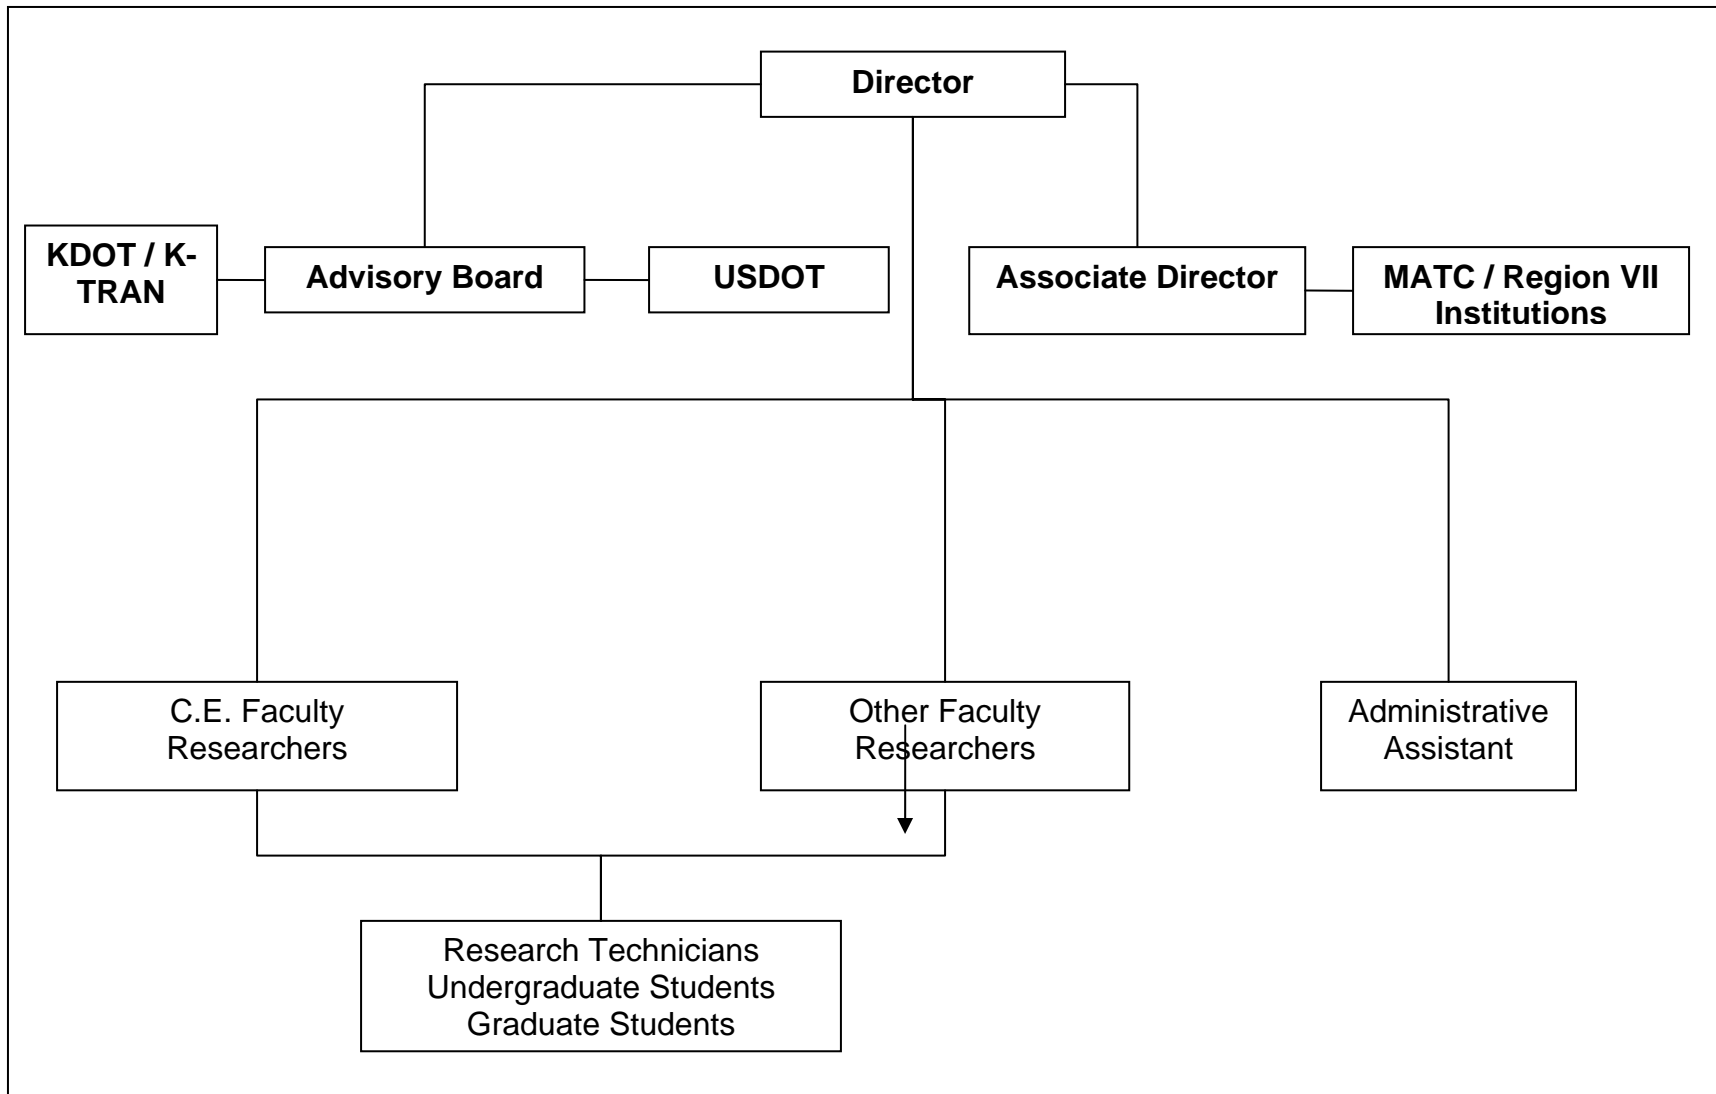 Director
KDOT / K-
TRAN
Advisory Board
USDOT
Associate Director
MATC / Region VII
Institutions
C.E. Faculty
Researchers
Other Faculty
Researchers
Administrative
Assistant
Research Technicians
Undergraduate Students
Graduate Students